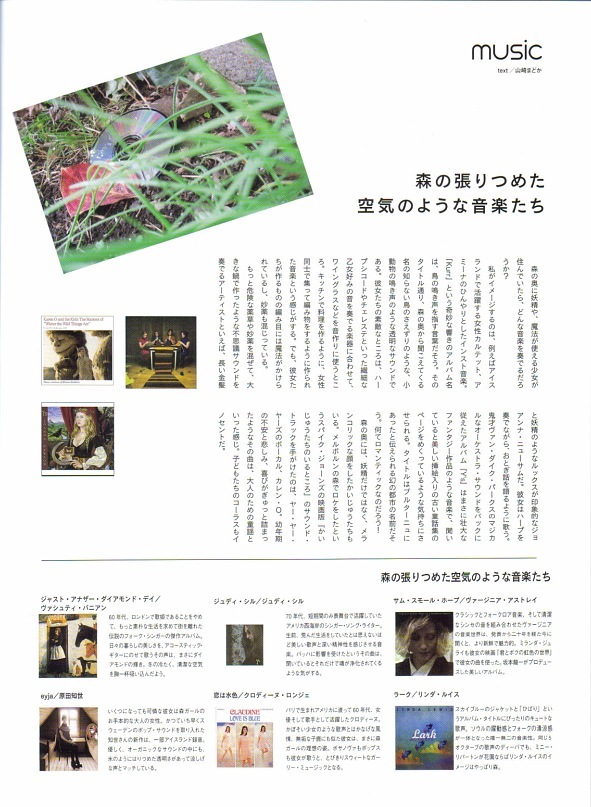 music
text／山崎まどか
森の張りつめた
空気のような音楽たち
森の奥に妖精や、魔法が使える少女が
住んでいたら、どんな音楽を奏でるだろ
うか？
私がイメージするのは、例えばアイス
ランドで活躍する女性カルテット、ア
ミーナのひんやりとしたインスト音楽。
『Kurr』という奇妙な響きのアルバム名
は、鳥の鳴き声を指す言葉だそう。その
タイトル通り、森の奥から聞こえてくる
名の知らない鳥のさえずりのような、小
動物の鳴き声のような透明なサウンドで
ある。彼女たちの素敵なところは、ハー
プシコードやチェレステといった繊細な
乙女好みの音を奏でる楽器に合わせて、
ワイングラスなどを音作りに使うとこ
ろ。キッチンで料理を作るように、女性
同士で集って編み物をするように作られ
た音楽という感じがする。でも、彼女た
ちが作るものの編み目には魔法がかけら
れているし、妙薬も混じっている。
もっと危険な薬草や妙薬を混ぜて、大
きな鍋で作ったような不思議サウンドを
奏でるアーティストといえば、長い金髪
と妖精のようなルックスが印象的なジョ
アンナ・ニューサムだ。彼女はハープを
奏でながら、おとぎ話を語るように歌う。
鬼才ヴァン・ダイク・パークスのマジカ
ルなオーケストラ・サウンドをバックに
従えたアルバム『Ys』はまさに壮大な
ファンタジー作品のような音楽で、聞い
ていると美しい挿絵入りの古い童話集の
ページをめくっているような気持ちにさ
せられる。タイトルはブルターニュに
あったと伝えられる幻の都市の名前だそ
う。何てロマンティックなのだろう！
森の奥には、妖精だけではなく、メラ
ンコリックな顔をしたかいじゅうたちも
いる。メルボルンの森でロケをしたとい
うスパイク・ジョーンズの映画版『かい
じゅうたちのいるところ』のサウンド・
トラックを手がけたのは、ヤー・ヤー・
ヤーズのボーカル、カレン・O。幼年期
の不安と悲しみ、喜びがぎゅっと詰まっ
たようなその曲は、大人のための童謡と
いった感じ。子どもたちのコーラスもイ
ノセントだ。
森の張りつめた空気のような音楽たち
ジャスト・アナザー・ダイアモンド・デイ／
ヴァシュティ・バニアン
60年代、ロンドンで歌姫であることをやめ
て、もっと素朴な生活を求めて街を離れた
伝説のフォーク・シンガーの傑作アルバム。
日々の暮らしの美しさを、アコースティック・
ギターにのせて歌うその声は、まさにダイ
アモンドの輝き。冬の冷たく、清潔な空気
を胸一杯吸い込んだよう。
ジュディ・シル／ジュディ・シル
70年代、短期間のみ表舞台で活躍していた
アメリカ西海岸のシンガー・ソング・ライター。
生前、荒んだ生活をしていたとは思えないほ
ど美しい歌声と深い精神性を感じさせる音
楽。バッハに影響を受けたというその曲は、
聞いているとそれだけで魂が浄化されてくる
ような気がする。
サム・スモール・ホープ／ヴァージニア・アストレイ
クラシックとフォークロア音楽、そして清潔
なシンセの音を組み合わせたヴァージニア
の音楽世界は、発表から二十年を経た今に
聞くと、より新鮮で魅力的。ミランダ・ジュ
ライも彼女の映画『君とボクの虹色の世界』
で彼女の曲を使った。坂本龍一がプロデュー
スした美しいアルバム。
eyja／原田知世
いくつになっても可憐な彼女は森ガールの
お手本的な大人の女性。かつていち早くス
ウェーデンのポップ・サウンドを取り入れた
知世さんの新作は、一部アイスランド録音。
優しく、オーガニックなサウンドの中にも、
氷のようにはりつめた透明さがあって涼しげ
な声とマッチしている。
恋は水色／クロディーヌ・ロンジェ
CLAUDINE
LOVE IS BLUE
パリで生まれアメリカに渡って60年代、女
優そして歌手として活躍したクロディーヌ。
かぼそい少女のような歌声とはかなげな風
情、無垢な子鹿にも似た彼女は、まさに森
ガールの理想の姿。ボサノヴァもポップス
も彼女が歌うと、とびきりスウィートなガー
リー・ミュージックとなる。
ラーク／リンダ・ルイス
LINDA LEWIS
Lark
スカイブルーのジャケットと「ひばり」とい
うアルバム・タイトルにぴったりのキュートな
歌声。ソウルの躍動感とフォークの清涼感
が一体となった唯一無二の音楽性。同じ5
オクターブの歌声のディーバでも、ミニー・
リパートンが花園ならばリンダ・ルイスのイ
メージはやっぱり森。